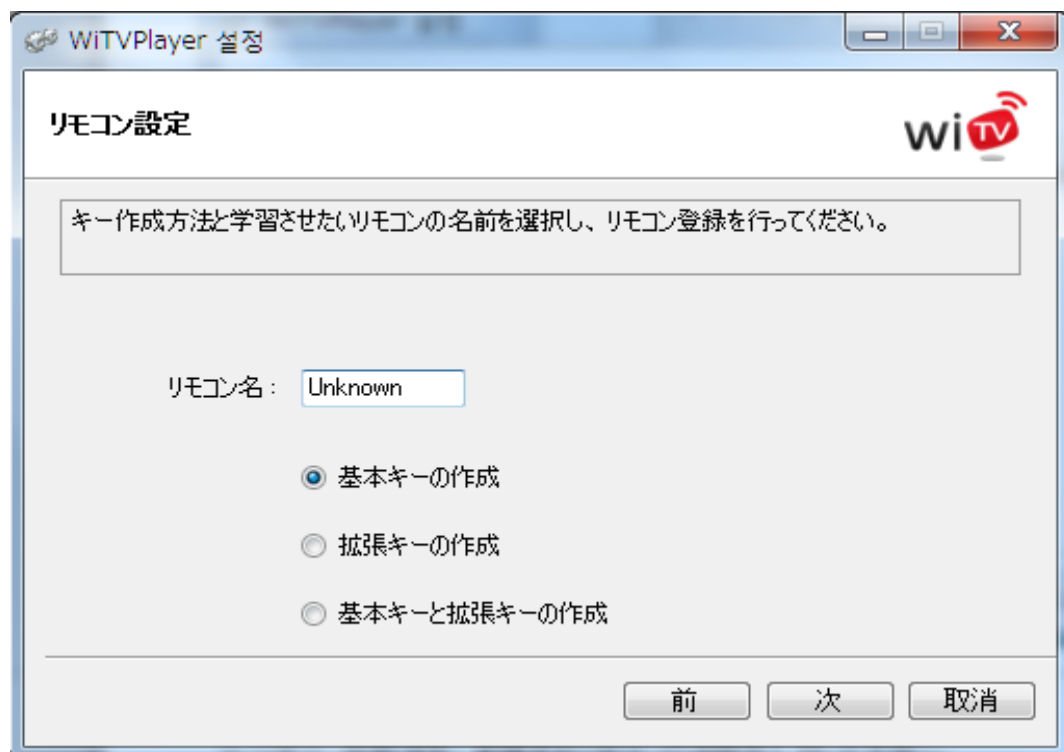 WiTVPlayer 설정
リモコン設定
wi TV
キー作成方法と学習させたいリモコンの名前を選択し、リモコン登録を行ってください。
リモコン名： Unknown
基本キーの作成
拡張キーの作成
基本キーと拡張キーの作成
前 次 取消